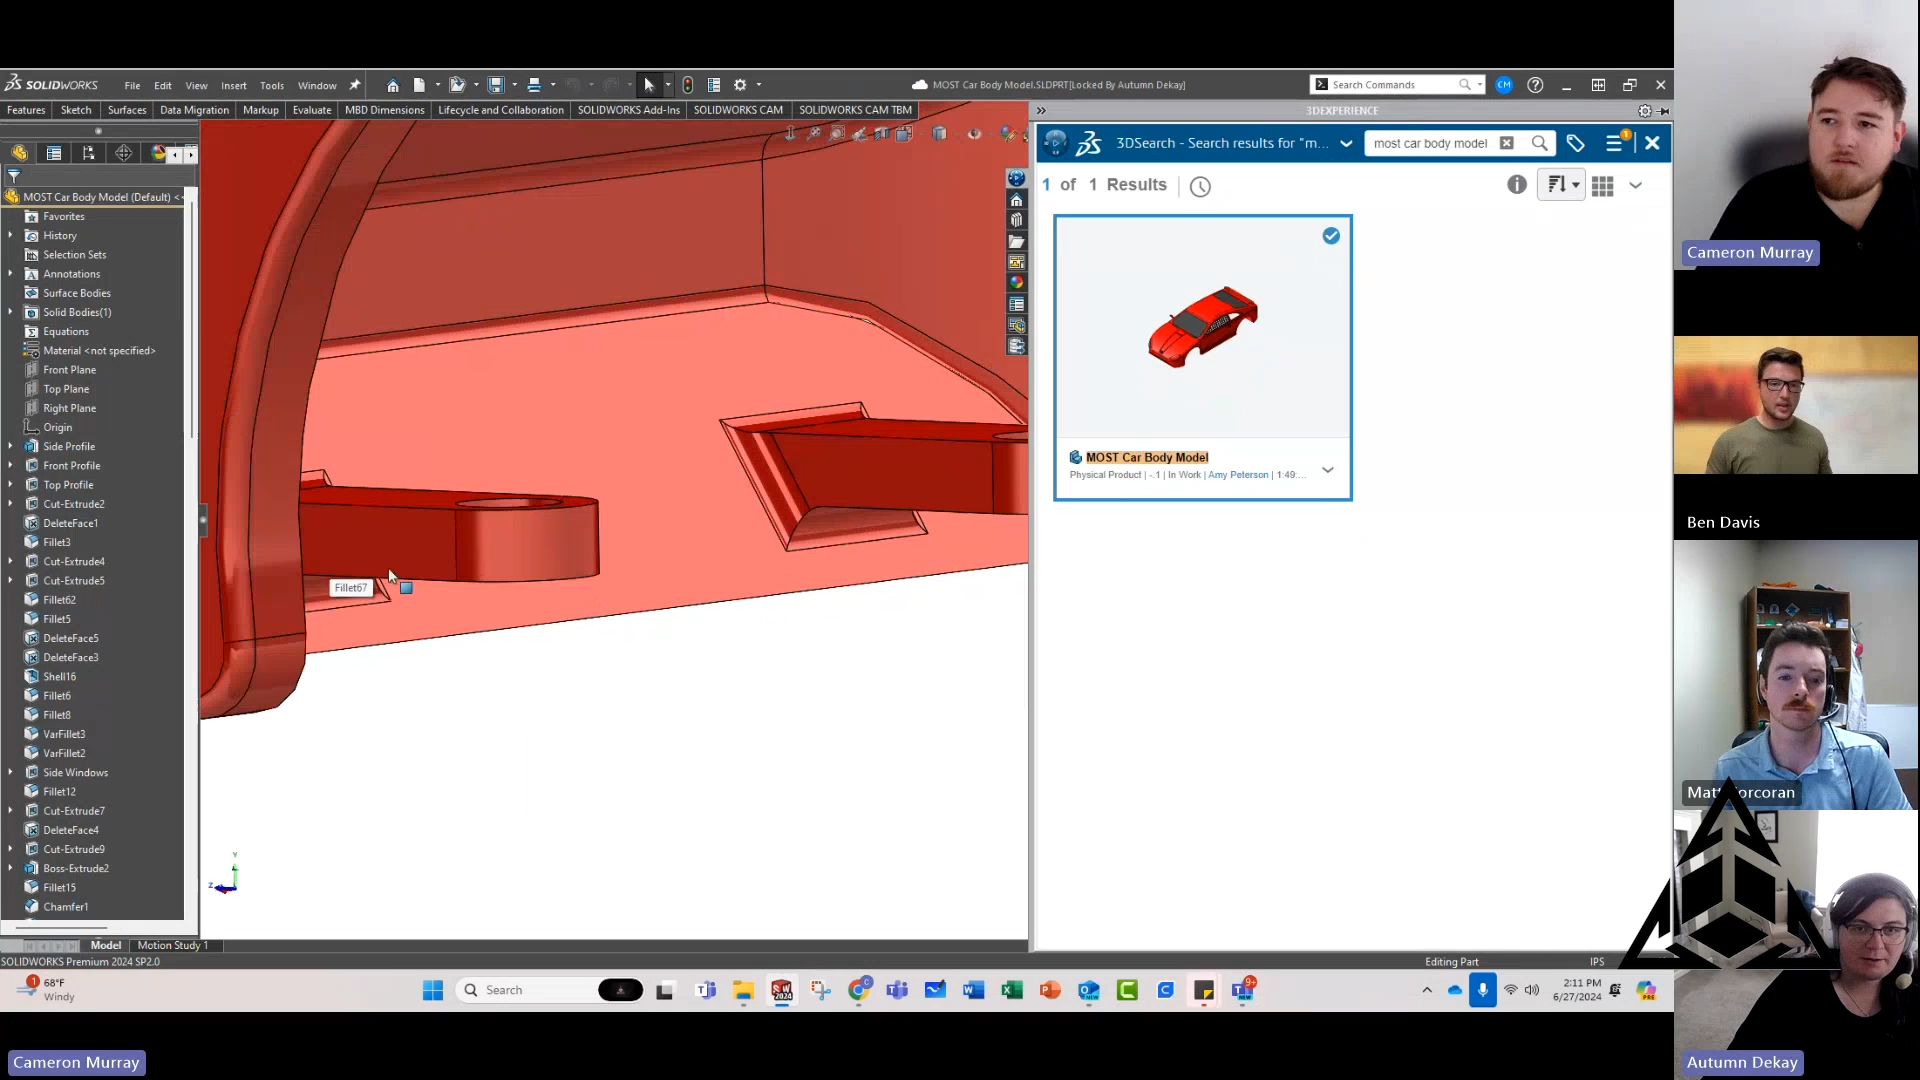 SOLIDWORKS
File Edit View Insert Tools Window
MOST Car Body Model.SLDPRT[Locked By Autumn Dekay]
Search Commands
CM
Features Sketch Surfaces Data Migration Markup Evaluate MBD Dimensions Lifecycle and Collaboration SOLIDWORKS Add-Ins SOLIDWORKS CAM SOLIDWORKS CAM TBM
3DEXPERIENCE
3DSearch - Search results for "m...
most car body model
1
1 of 1 Results
MOST Car Body Model (Default) <<
Favorites
History
Selection Sets
Annotations
Surface Bodies
Solid Bodies(1)
Equations
Material <not specified>
Front Plane
Top Plane
Right Plane
Origin
Side Profile
Front Profile
Top Profile
Cut-Extrude2
DeleteFace1
Fillet3
Cut-Extrude4
Cut-Extrude5
Fillet62
Fillet5
DeleteFace5
DeleteFace3
Shell16
Fillet6
Fillet8
VarFillet3
VarFillet2
Side Windows
Fillet12
Cut-Extrude7
DeleteFace4
Cut-Extrude9
Boss-Extrude2
Fillet15
Chamfer1
Fillet67
Y
Z
MOST Car Body Model
Physical Product | -.1 | In Work | Amy Peterson | 1:49:...
Model Motion Study 1
SOLIDWORKS Premium 2024 SP2.0
Editing Part
IPS
1
68°F
Windy
Search
SW
2024
9+
2:11 PM
6/27/2024
PRE
Cameron Murray
Ben Davis
Autumn Dekay
Cameron Murray